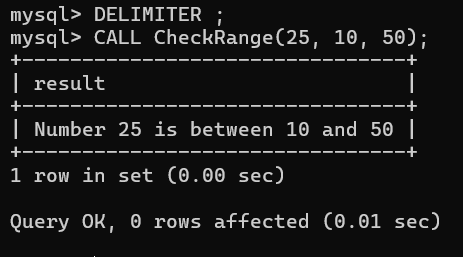 mysql> DELIMITER ;
mysql> CALL CheckRange(25, 10, 50);
+---------------------------------+
| result                          |
+---------------------------------+
| Number 25 is between 10 and 50 |
+---------------------------------+
1 row in set (0.00 sec)
Query OK, 0 rows affected (0.01 sec)